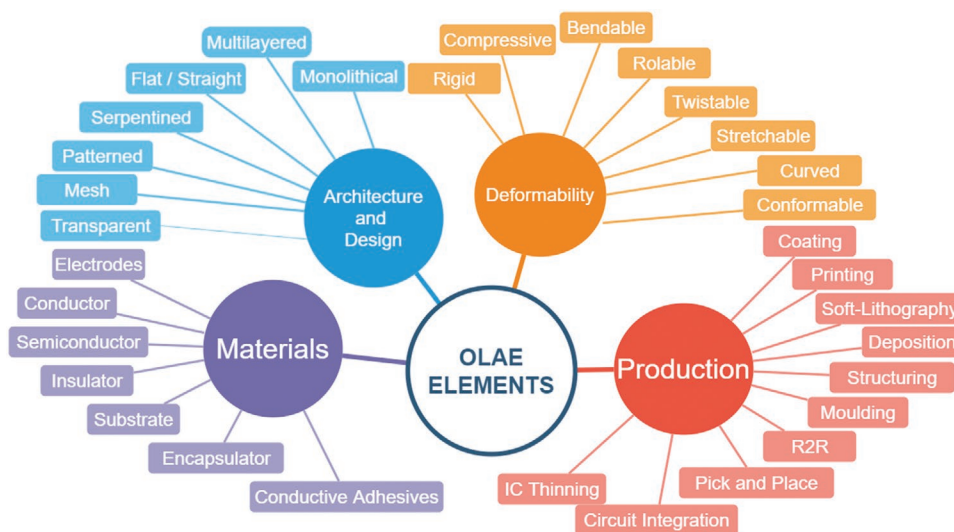 Multilayered
Monolithical
Flat / Straight
Serpentined
Patterned
Mesh
Transparent
Architecture
and
Design
Bendable
Compressive
Rigid
Rolable
Twistable
Stretchable
Curved
Conformable
Deformability
Electrodes
Conductor
Semiconductor
Insulator
Substrate
Encapsulator
Conductive Adhesives
Materials
OLAE
ELEMENTS
Production
Coating
Printing
Soft-Lithography
Deposition
Structuring
Moulding
R2R
Pick and Place
Circuit Integration
IC Thinning